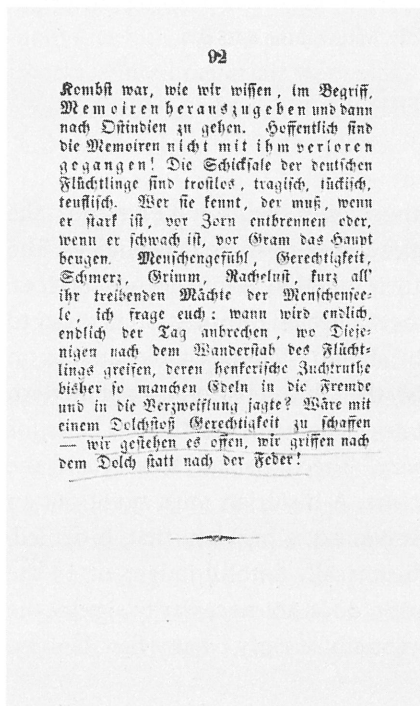 92
Kombst war, wie wir wissen, im Begriff,
Memoiren herauszugeben und dann
nach Ostindien zu gehen. Hoffentlich sind
die Memoiren nicht mit ihm verloren
gegangen! Die Schicksale der deutschen
Flüchtlinge sind trostlos, tragisch, tückisch,
teuflisch. Wer sie kennt, der muß, wenn
er stark ist, vor Zorn entbrennen oder,
wenn er schwach ist, vor Gram das Haupt
beugen. Menschengefühl, Gerechtigkeit,
Schmerz, Grimm, Rachelust, kurz all'
ihr treibenden Mächte der Menschensee-
le, ich frage euch: wann wird endlich,
endlich der Tag anbrechen, wo Dieje-
nigen nach dem Wanderstab des Flücht-
lings greifen, deren henkerische Zuchtruthe
bisher so manchen Edeln in die Fremde
und in die Verzweiflung jagte? Wäre mit
einem Dolchstoß Gerechtigkeit zu schaffen
— wir gestehen es offen, wir griffen nach
dem Dolch statt nach der Feder!